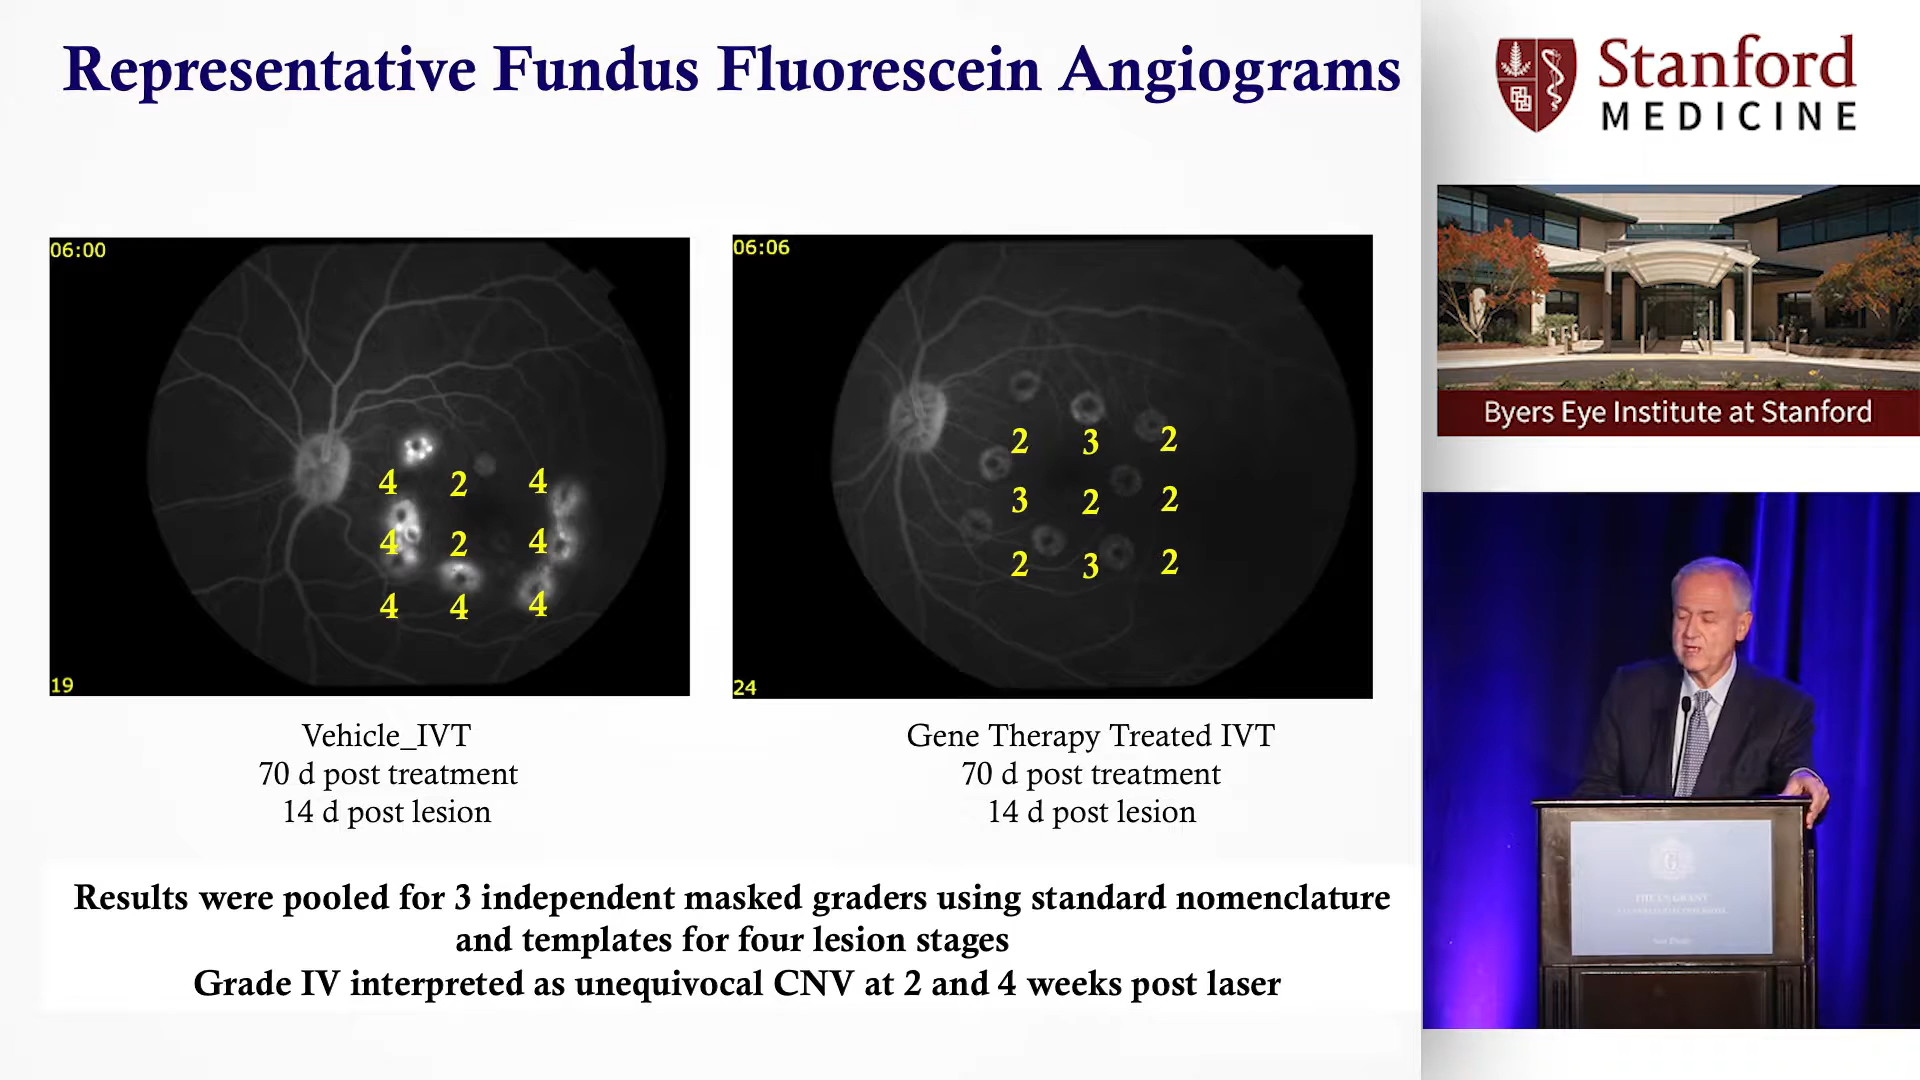 Representative Fundus Fluorescein Angiograms
Stanford
MEDICINE
Byers Eye Institute at Stanford
06:00
4 2 4
4 2 4
4 4 4
19
06:06
2 3 2
3 2 2
2 3 2
24
Vehicle_IVT
70 d post treatment
14 d post lesion
Gene Therapy Treated IVT
70 d post treatment
14 d post lesion
Results were pooled for 3 independent masked graders using standard nomenclature
and templates for four lesion stages
Grade IV interpreted as unequivocal CNV at 2 and 4 weeks post laser